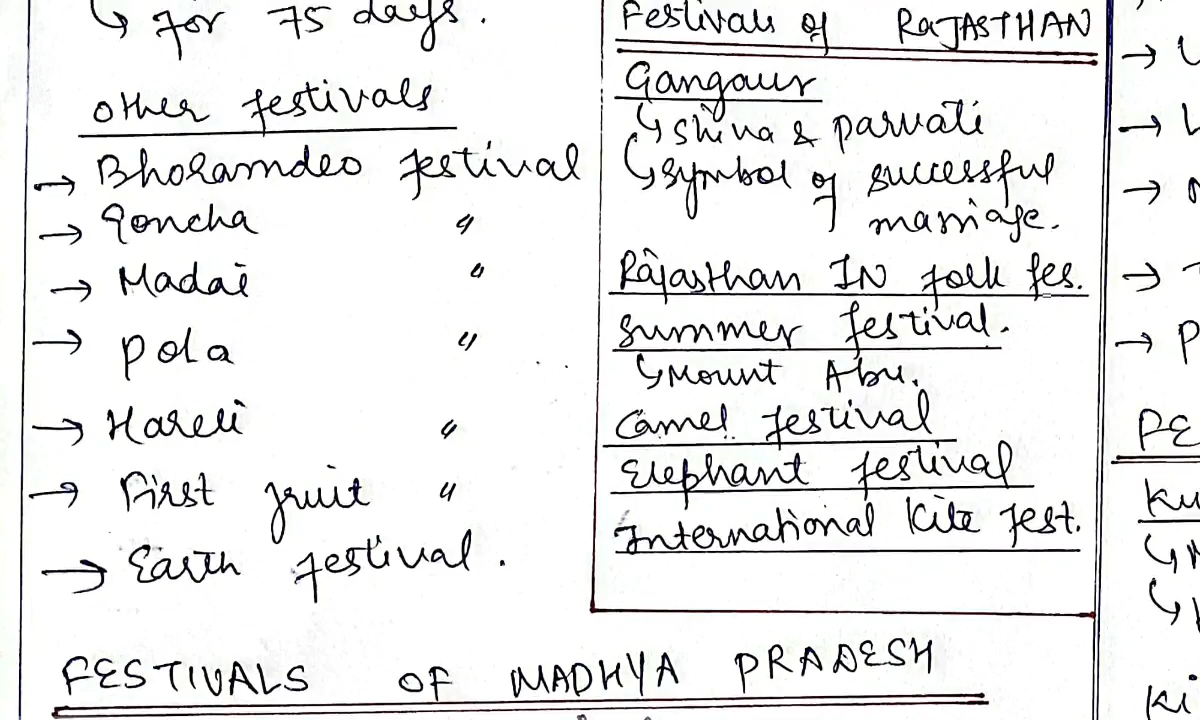 ↳ for 75 days.
other festivals
→ Bhoramdeo festival
→ Goncha "
→ Madai "
→ Pola "
→ Hareli "
→ First fruit "
→ Earth festival.
Festivals of RaJASTHAN
Gangaur
↳ Shiva & parvati
↳ symbol of successful
marriage.
Rajasthan IN folk fes.
Summer festival.
↳ Mount Abu.
Camel festival
Elephant festival
International Kite fest.
FESTIVALS OF MADHYA PRADESH